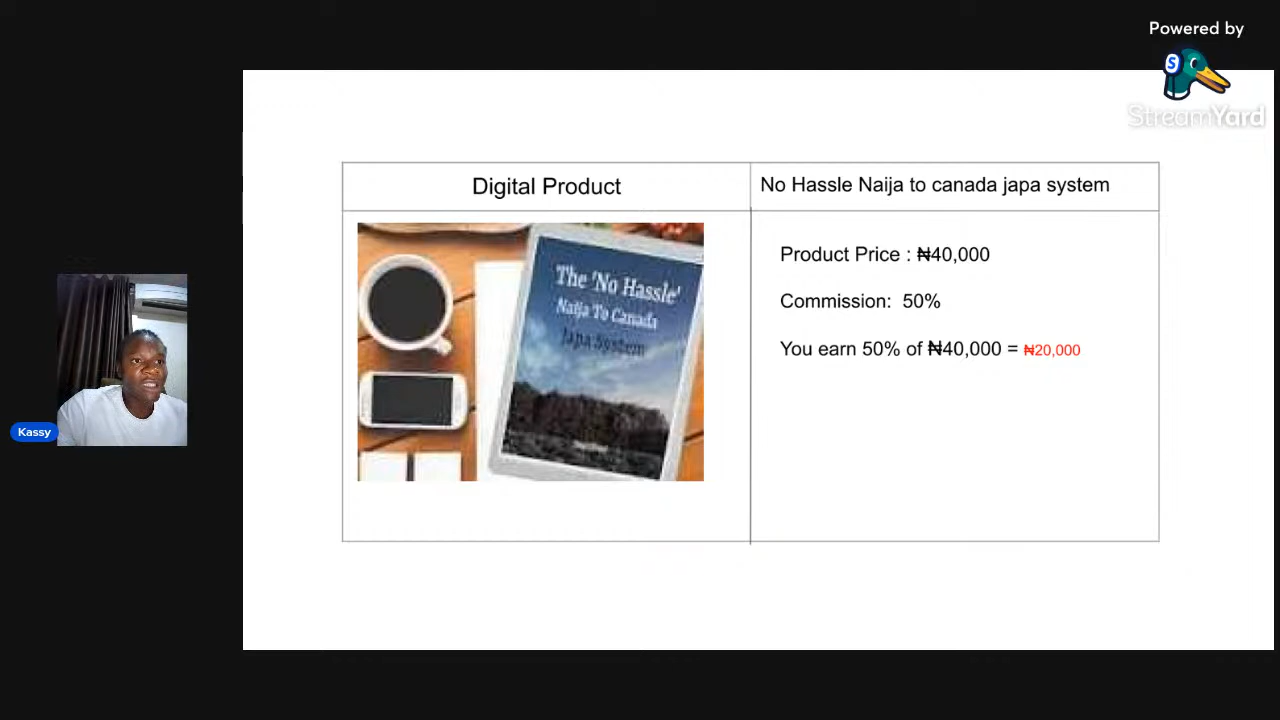 Powered by
StreamYard
Digital Product
No Hassle Naija to canada japa system
The 'No Hassle'
Naija To Canada
Japa System
Product Price : ₦40,000
Commission: 50%
You earn 50% of ₦40,000 = ₦20,000
Kassy